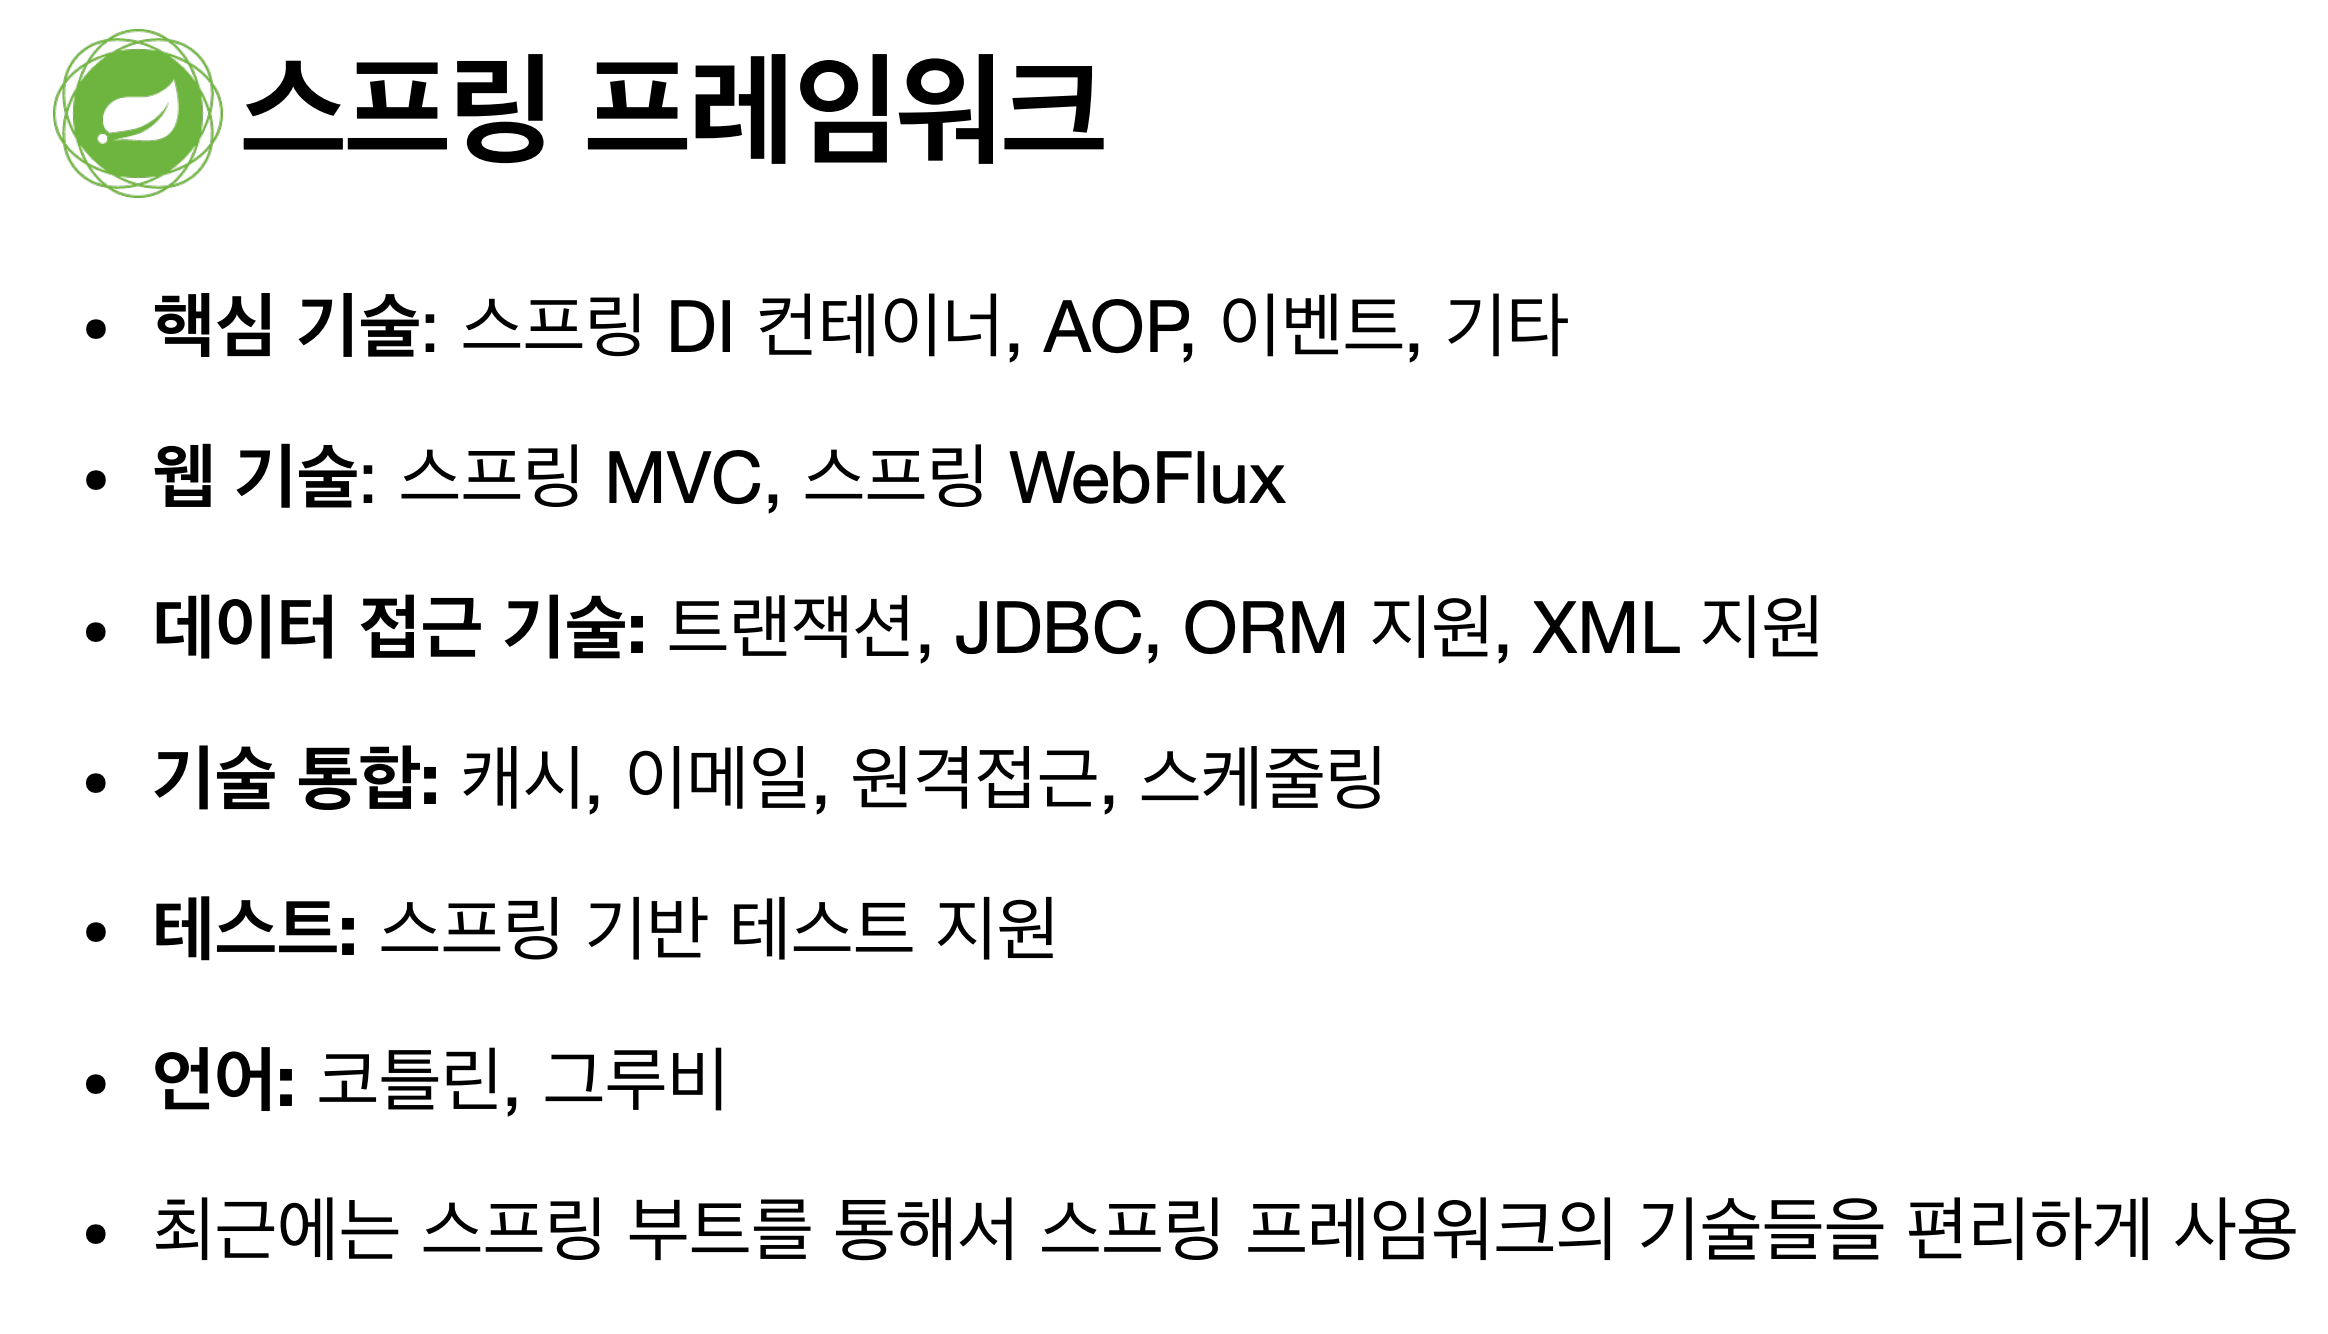 스프링 프레임워크
• 핵심 기술: 스프링 DI 컨테이너, AOP, 이벤트, 기타
• 웹 기술: 스프링 MVC, 스프링 WebFlux
• 데이터 접근 기술: 트랜잭션, JDBC, ORM 지원, XML 지원
• 기술 통합: 캐시, 이메일, 원격접근, 스케줄링
• 테스트: 스프링 기반 테스트 지원
• 언어: 코틀린, 그루비
• 최근에는 스프링 부트를 통해서 스프링 프레임워크의 기술들을 편리하게 사용